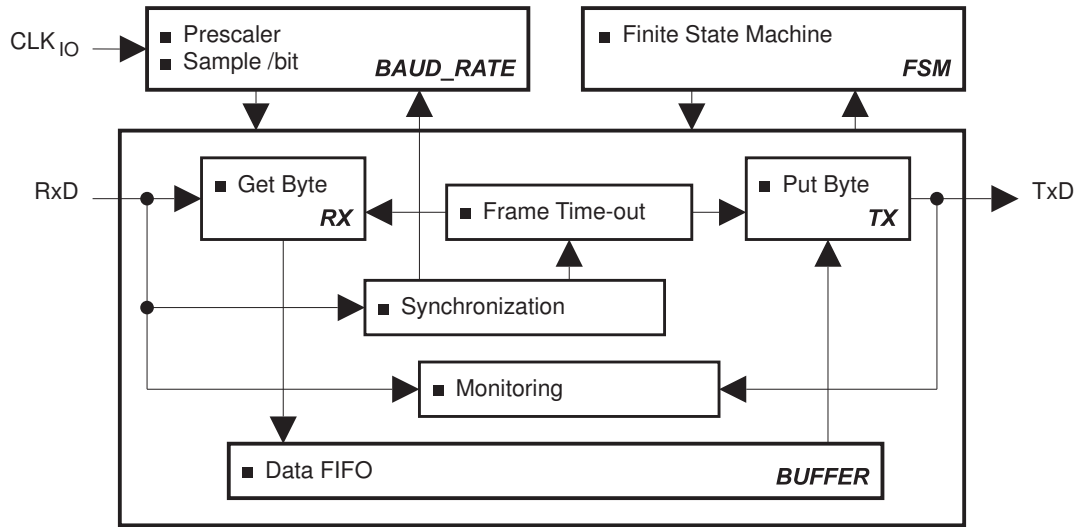 CLK IO
■ Prescaler
■ Sample /bit
BAUD_RATE
■ Finite State Machine
FSM
RxD
■ Get Byte
RX
■ Frame Time-out
■ Put Byte
TX
TxD
■ Synchronization
■ Monitoring
■ Data FIFO
BUFFER